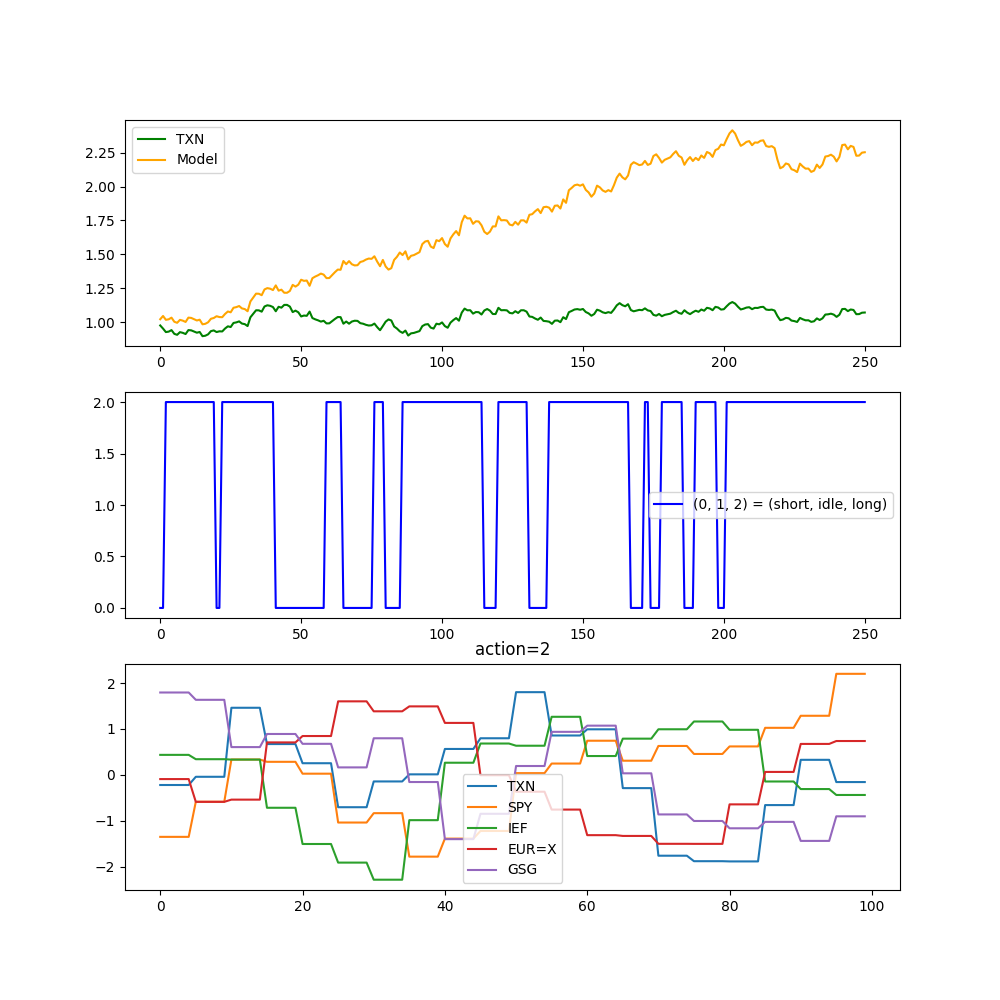 TXN
Model
2.25
2.00
1.75
1.50
1.25
1.00
0 50 100 150 200 250
2.0
1.5
1.0
0.5
0.0
(0, 1, 2) = (short, idle, long)
0 50 100 150 200 250
action=2
2
1
0
−1
−2
TXN
SPY
IEF
EUR=X
GSG
0 20 40 60 80 100